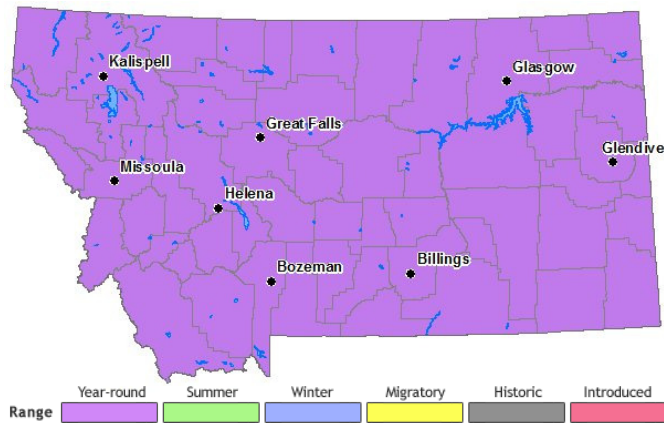 Kalispell
Glasgow
Great Falls
Glendive
Missoula
Helena
Billings
Bozeman
Year-round Summer Winter Migratory Historic Introduced
Range